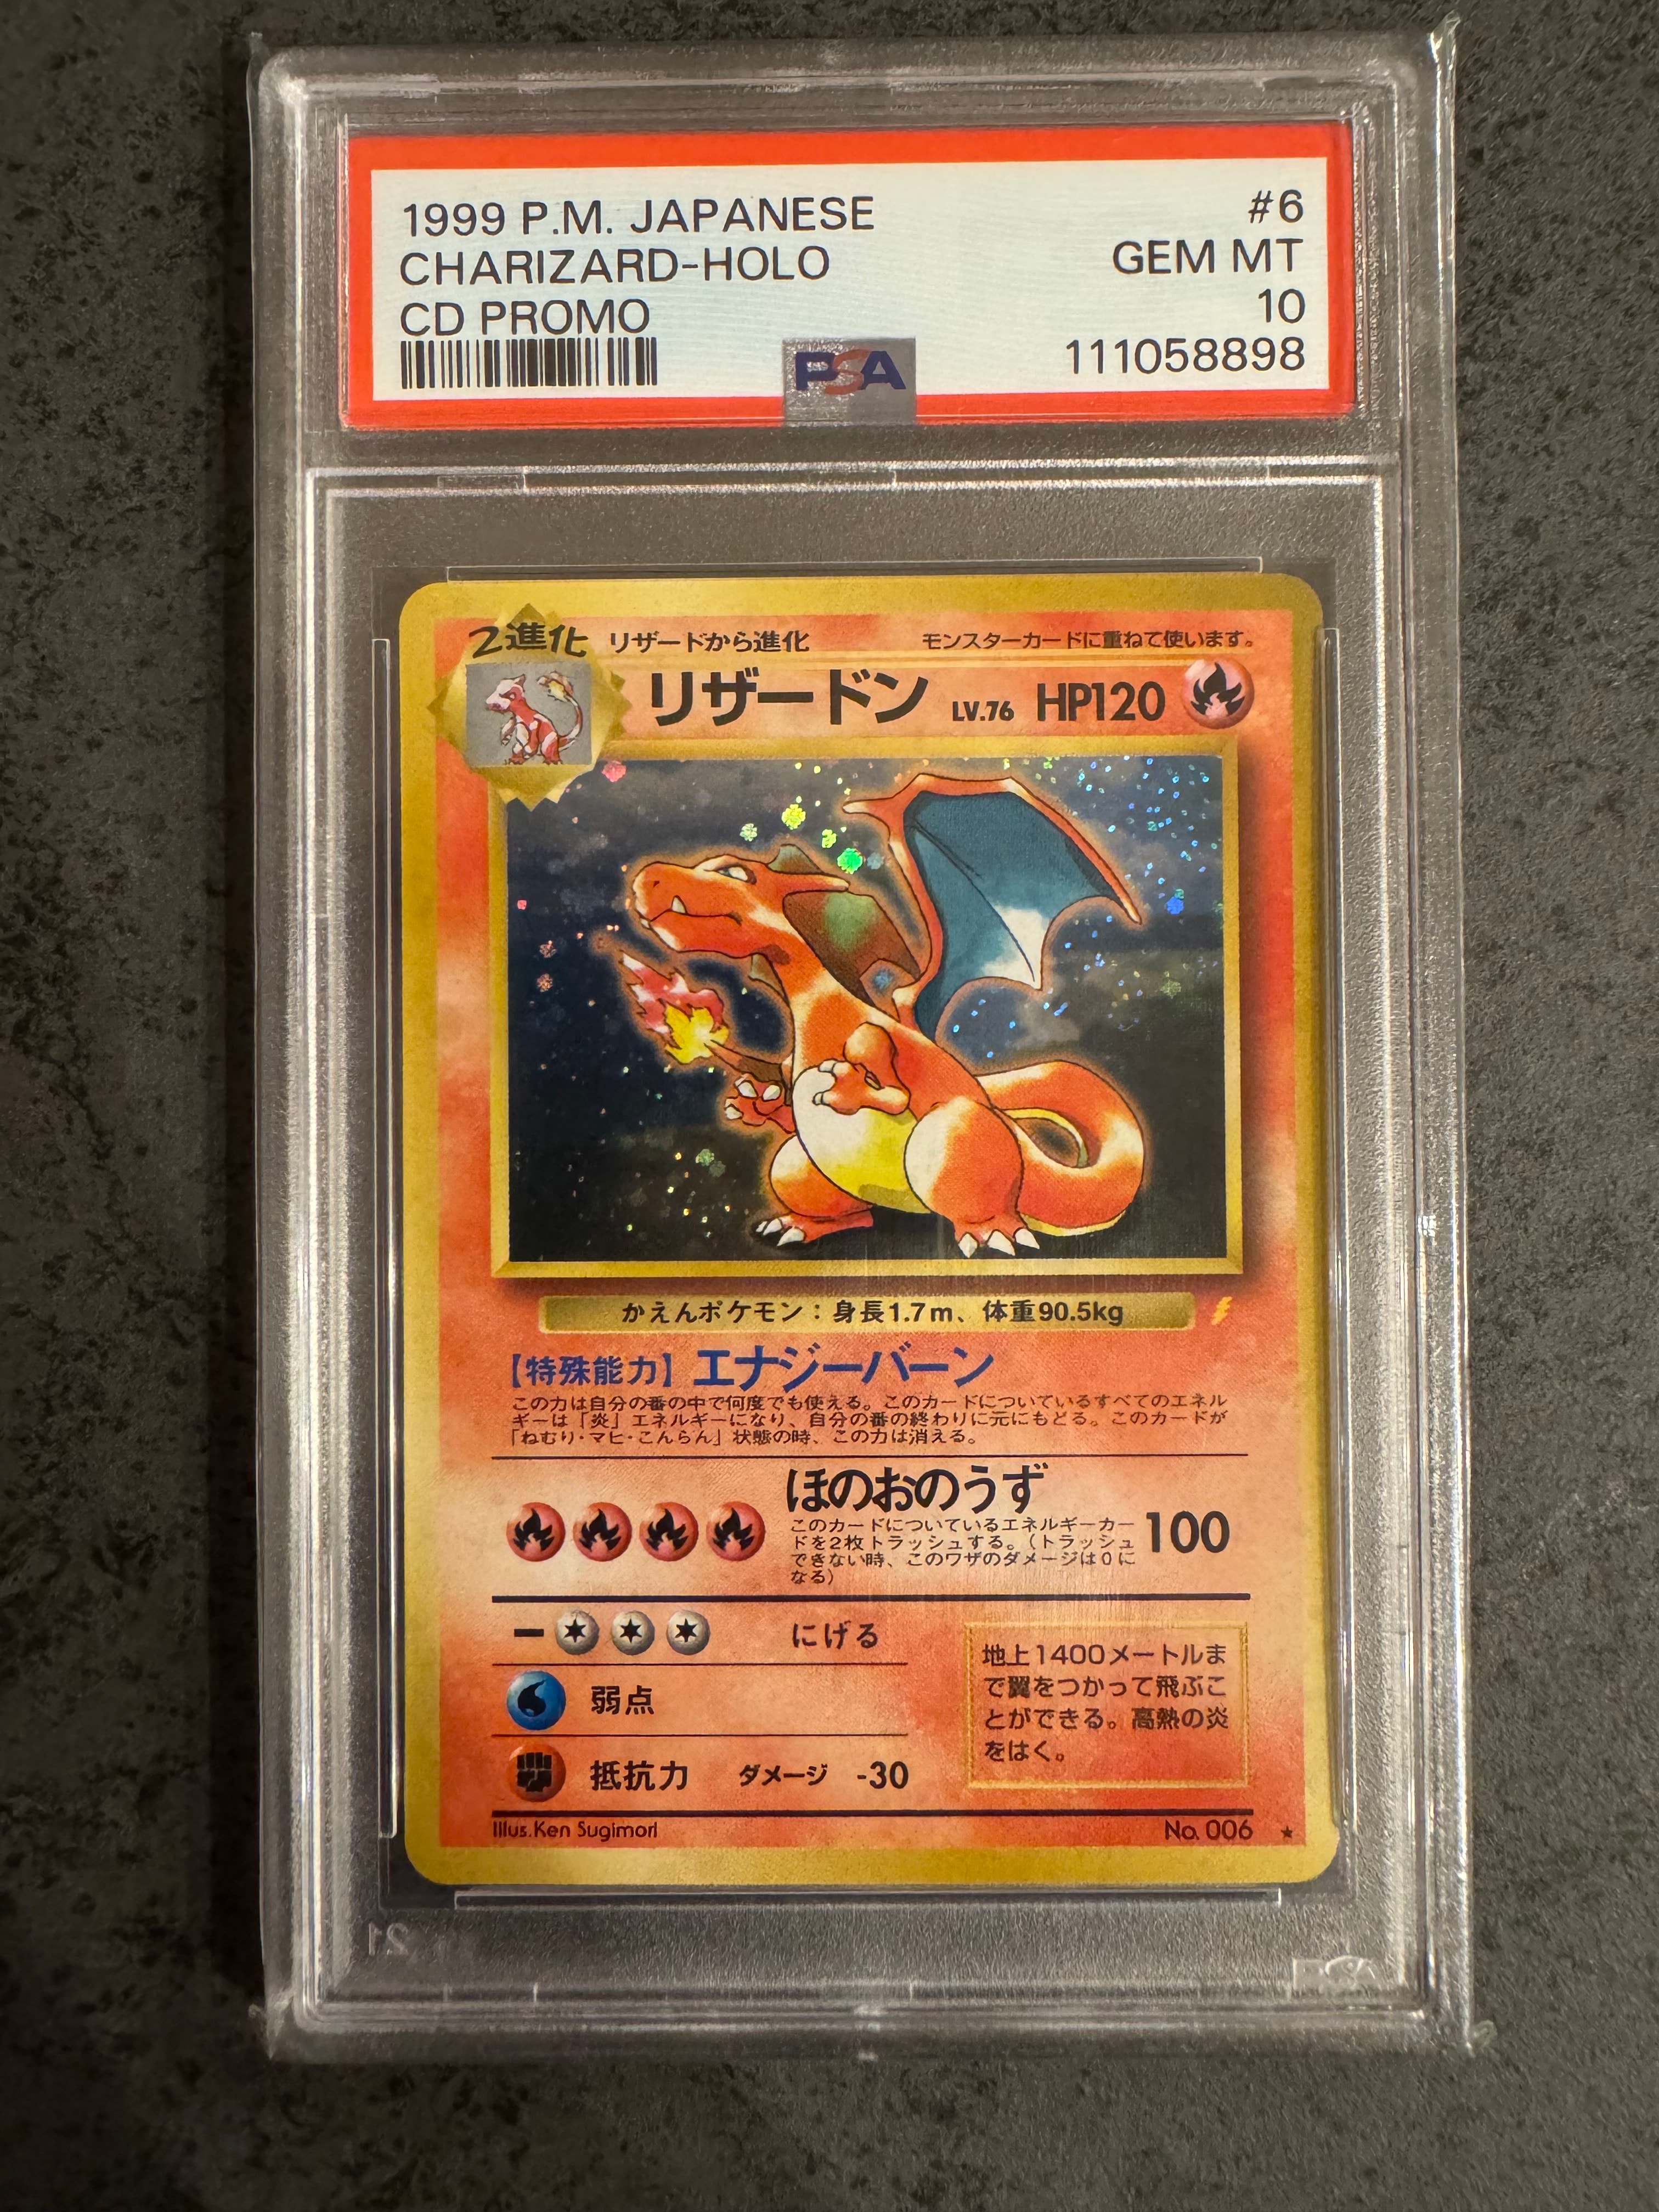 1999 P.M. JAPANESE #6
CHARIZARD-HOLO GEM MT
CD PROMO 10
PSA 111058898
2進化 リザードから進化 モンスターカードに重ねて使います。
リザードン LV.76 HP120
かえんポケモン：身長1.7m、体重90.5kg
【特殊能力】エナジーバーン
この力は自分の番の中で何度でも使える。このカードについているすべてのエネル
ギーは「炎」エネルギーになり、自分の番の終わりに元にもどる。このカードが
「ねむり・マヒ・こんらん」状態の時、この力は消える。
ほのおのうず
このカードについているエネルギーカー
ドを2枚トラッシュする。（トラッシュ
できない時、このワザのダメージは0に
なる）
100
− にげる
弱点
抵抗力 ダメージ -30
地上1400メートルま
で翼をつかって飛ぶこ
とができる。高熱の炎
をはく。
Illus.Ken Sugimori No. 006 ★
21